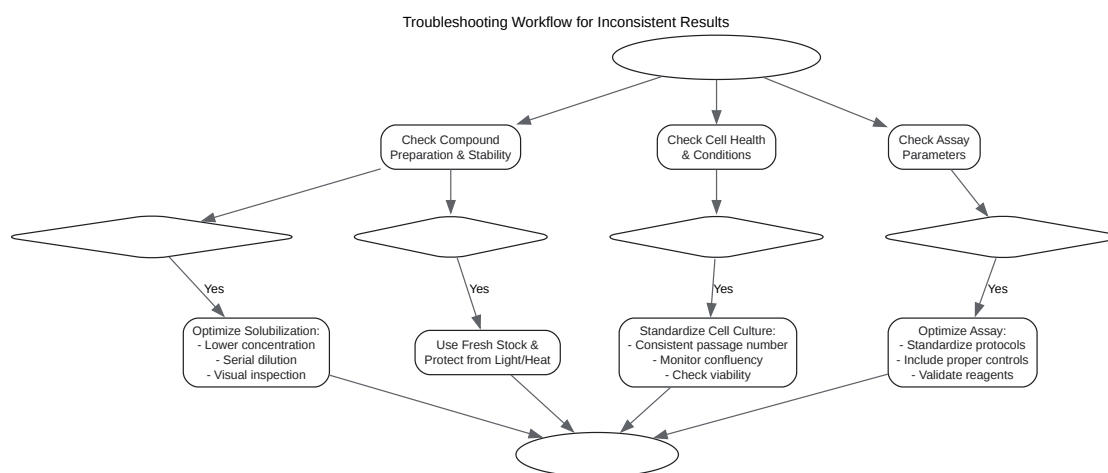 Troubleshooting Workflow for Inconsistent Results
Check Compound
Preparation & Stability
Check Cell Health
& Conditions
Check Assay
Parameters
Yes
Yes
Yes
Yes
Optimize Solubilization:
- Lower concentration
- Serial dilution
- Visual inspection
Use Fresh Stock &
Protect from Light/Heat
Standardize Cell Culture:
- Consistent passage number
- Monitor confluency
- Check viability
Optimize Assay:
- Standardize protocols
- Include proper controls
- Validate reagents